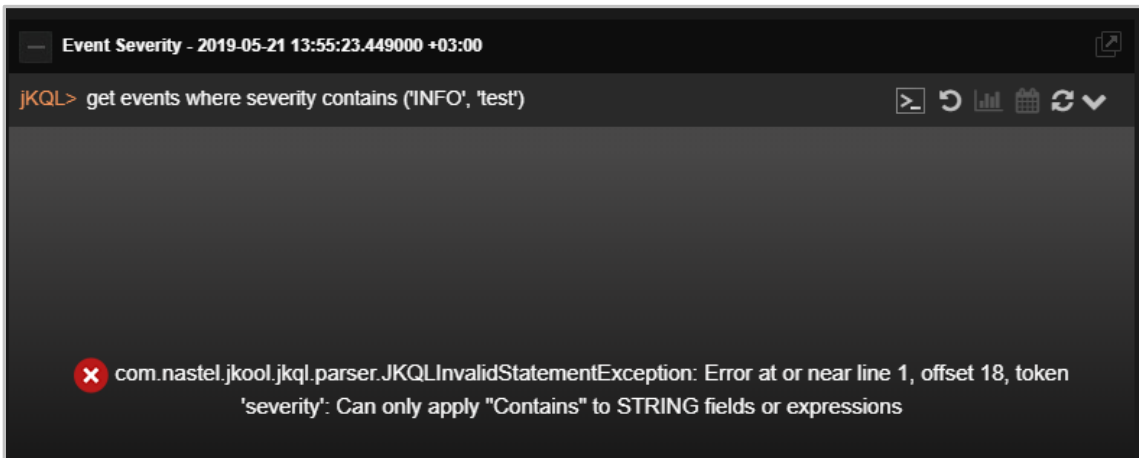 Event Severity - 2019-05-21 13:55:23.449000 +03:00
jKQL> get events where severity contains ('INFO', 'test')
com.nastel.jkool.jkql.parser.JKQLInvalidStatementException: Error at or near line 1, offset 18, token
'severity': Can only apply "Contains" to STRING fields or expressions